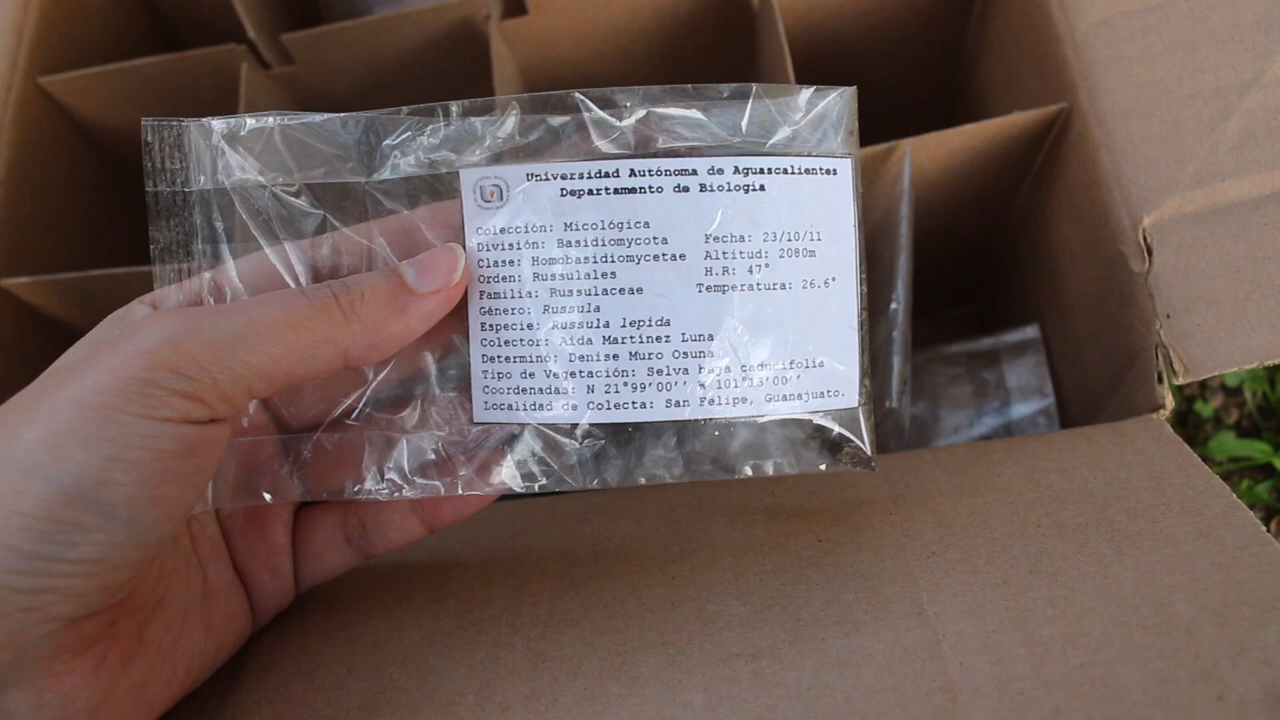 Universidad Autónoma de Aguascalientes
Departamento de Biología
Colección: Micológica
División: Basidiomycota
Fecha: 23/10/11
Clase: Homobasidiomycetae
Altitud: 2080m
Orden: Russulales
H.R: 47°
Familia: Russulaceae
Temperatura: 26.6°
Género: Russula
Especie: Russula lepida
Colector: Aida Martínez Luna
Determinó: Denise Muro Osuna
Tipo de Vegetación: Selva baja caducifolia
Coordenadas: N 21°99'00'' W 101°13'00''
Localidad de Colecta: San Felipe, Guanajuato.